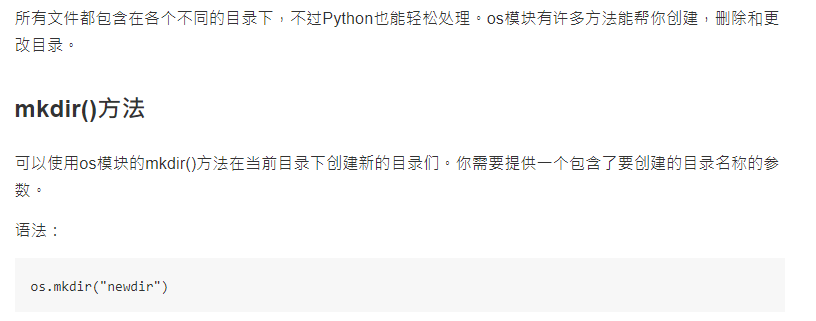 所有文件都包含在各个不同的目录下，不过Python也能轻松处理。os模块有许多方法能帮你创建，删除和更
改目录。
mkdir()方法
可以使用os模块的mkdir()方法在当前目录下创建新的目录们。你需要提供一个包含了要创建的目录名称的参
数。
语法：
os.mkdir("newdir")